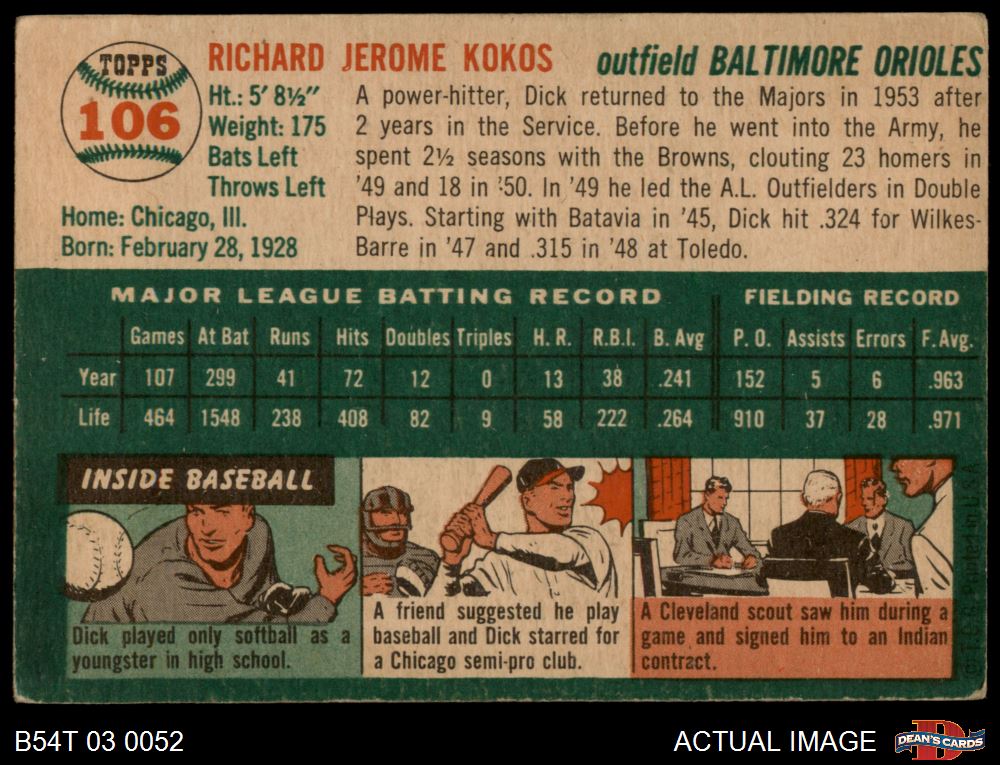 TOPPS
106
RICHARD JEROME KOKOS
outfield BALTIMORE ORIOLES
Ht.: 5' 8½"
Weight: 175
Bats Left
Throws Left
Home: Chicago, Ill.
Born: February 28, 1928
A power-hitter, Dick returned to the Majors in 1953 after
2 years in the Service. Before he went into the Army, he
spent 2½ seasons with the Browns, clouting 23 homers in
'49 and 18 in '50. In '49 he led the A.L. Outfielders in Double
Plays. Starting with Batavia in '45, Dick hit .324 for Wilkes-
Barre in '47 and .315 in '48 at Toledo.
MAJOR LEAGUE BATTING RECORD FIELDING RECORD
Games At Bat Runs Hits Doubles Triples H. R. R.B.I. B. Avg P. O. Assists Errors F. Avg.
Year 107 299 41 72 12 0 13 38 .241 152 5 6 .963
Life 464 1548 238 408 82 9 58 222 .264 910 37 28 .971
INSIDE BASEBALL
Dick played only softball as a
youngster in high school.
A friend suggested he play
baseball and Dick starred for
a Chicago semi-pro club.
A Cleveland scout saw him during a
game and signed him to an Indian
contract.
© T.C.G. Printed in U.S.A.
B54T 03 0052
ACTUAL IMAGE
DEAN'S CARDS